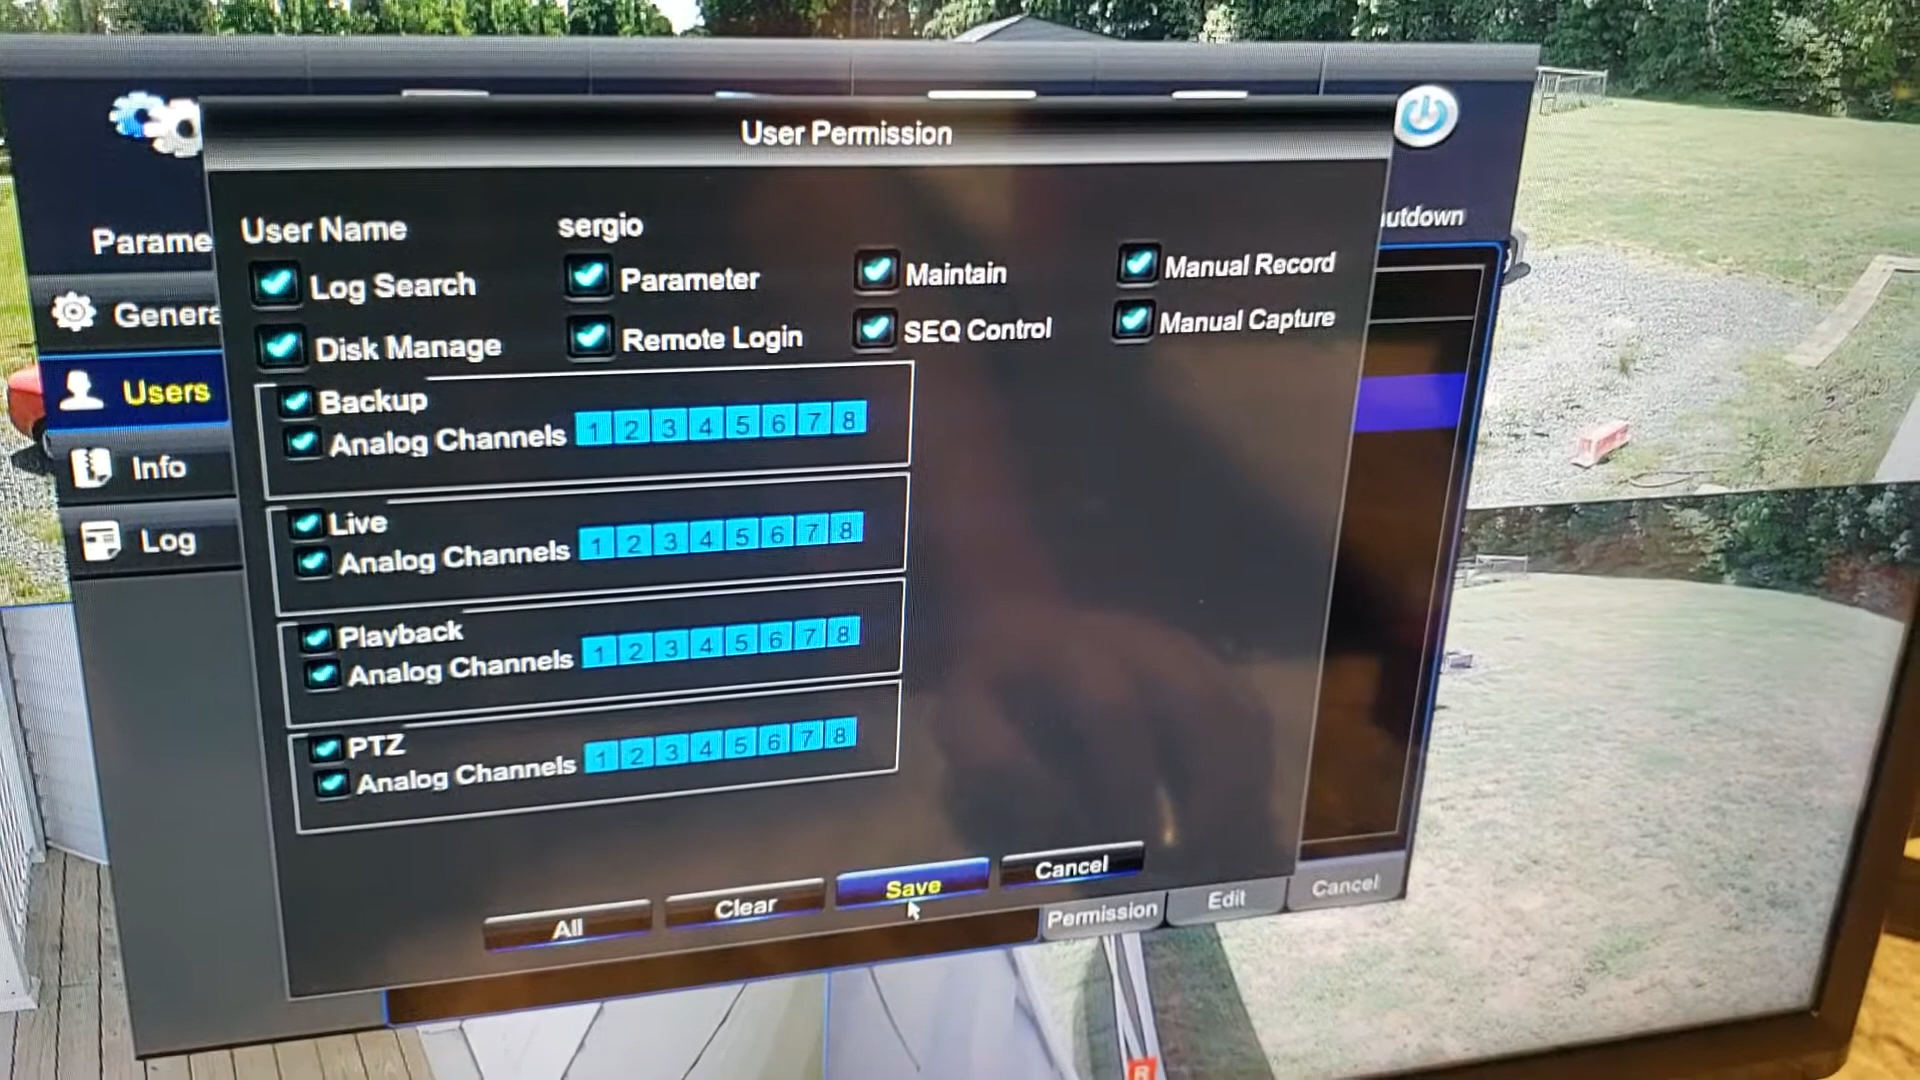 User Permission
utdown
Parame
User Name sergio
Log Search Parameter Maintain Manual Record
Genera
Disk Manage Remote Login SEQ Control Manual Capture
Users
Backup
Analog Channels 1 2 3 4 5 6 7 8
Info
Live
Analog Channels 1 2 3 4 5 6 7 8
Log
Playback
Analog Channels 1 2 3 4 5 6 7 8
PTZ
Analog Channels 1 2 3 4 5 6 7 8
All Clear Save Cancel
Permission Edit Cancel
R